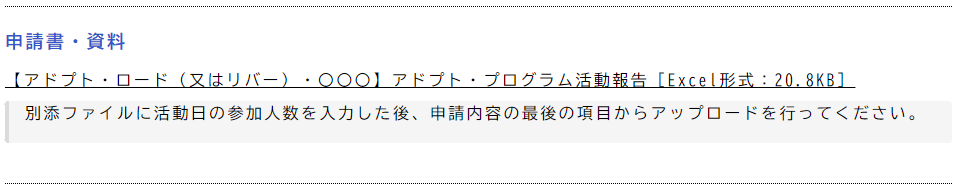 申請書・資料
【アドプト・ロード（又はリバー）・〇〇〇】アドプト・プログラム活動報告［Excel形式：20.8KB］
別添ファイルに活動日の参加人数を入力した後、申請内容の最後の項目からアップロードを行ってください。